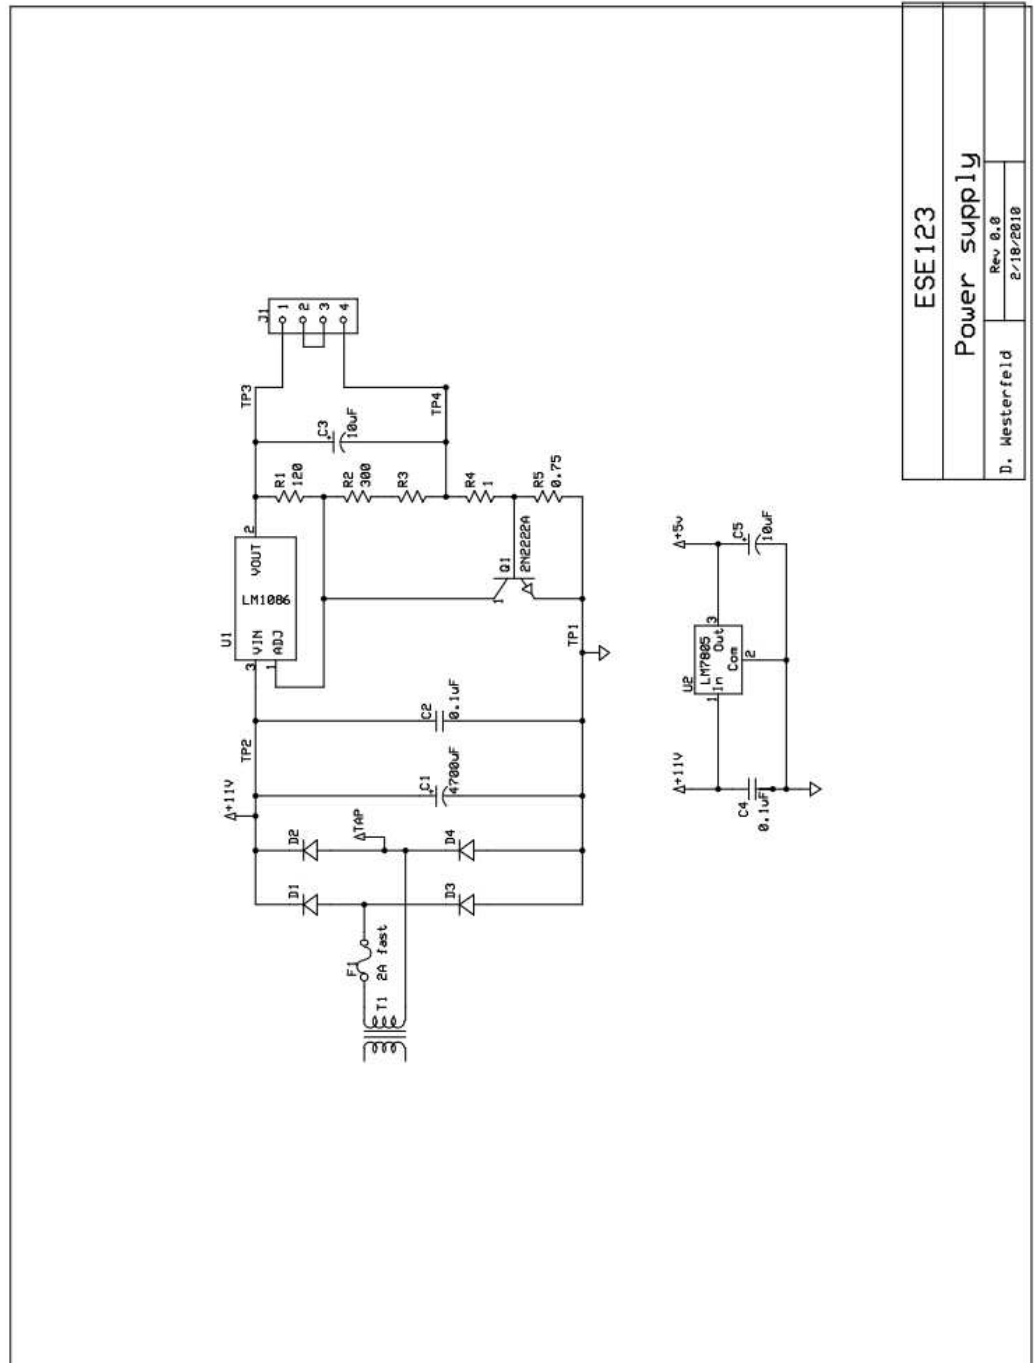 J1
1
2
3
4
TP3
TP4
C3
+
10uF
R1
120
R2
300
R3
R4
1
R5
0.75
U1
3
VIN
1
ADJ
LM1086
VOUT
2
Q1
2N2222A
1
TP1
TP2
C2
0.1uF
C1
+
4700uF
+11V
D2
TAP
D4
D1
D3
F1
2A fast
T1
+11V
C4
0.1uF
U2
1
In
LM7805
Com
Out
3
2
+5v
C5
+
10uF
ESE123
Power supply
D. Westerfeld
Rev 0.0
2/18/2010